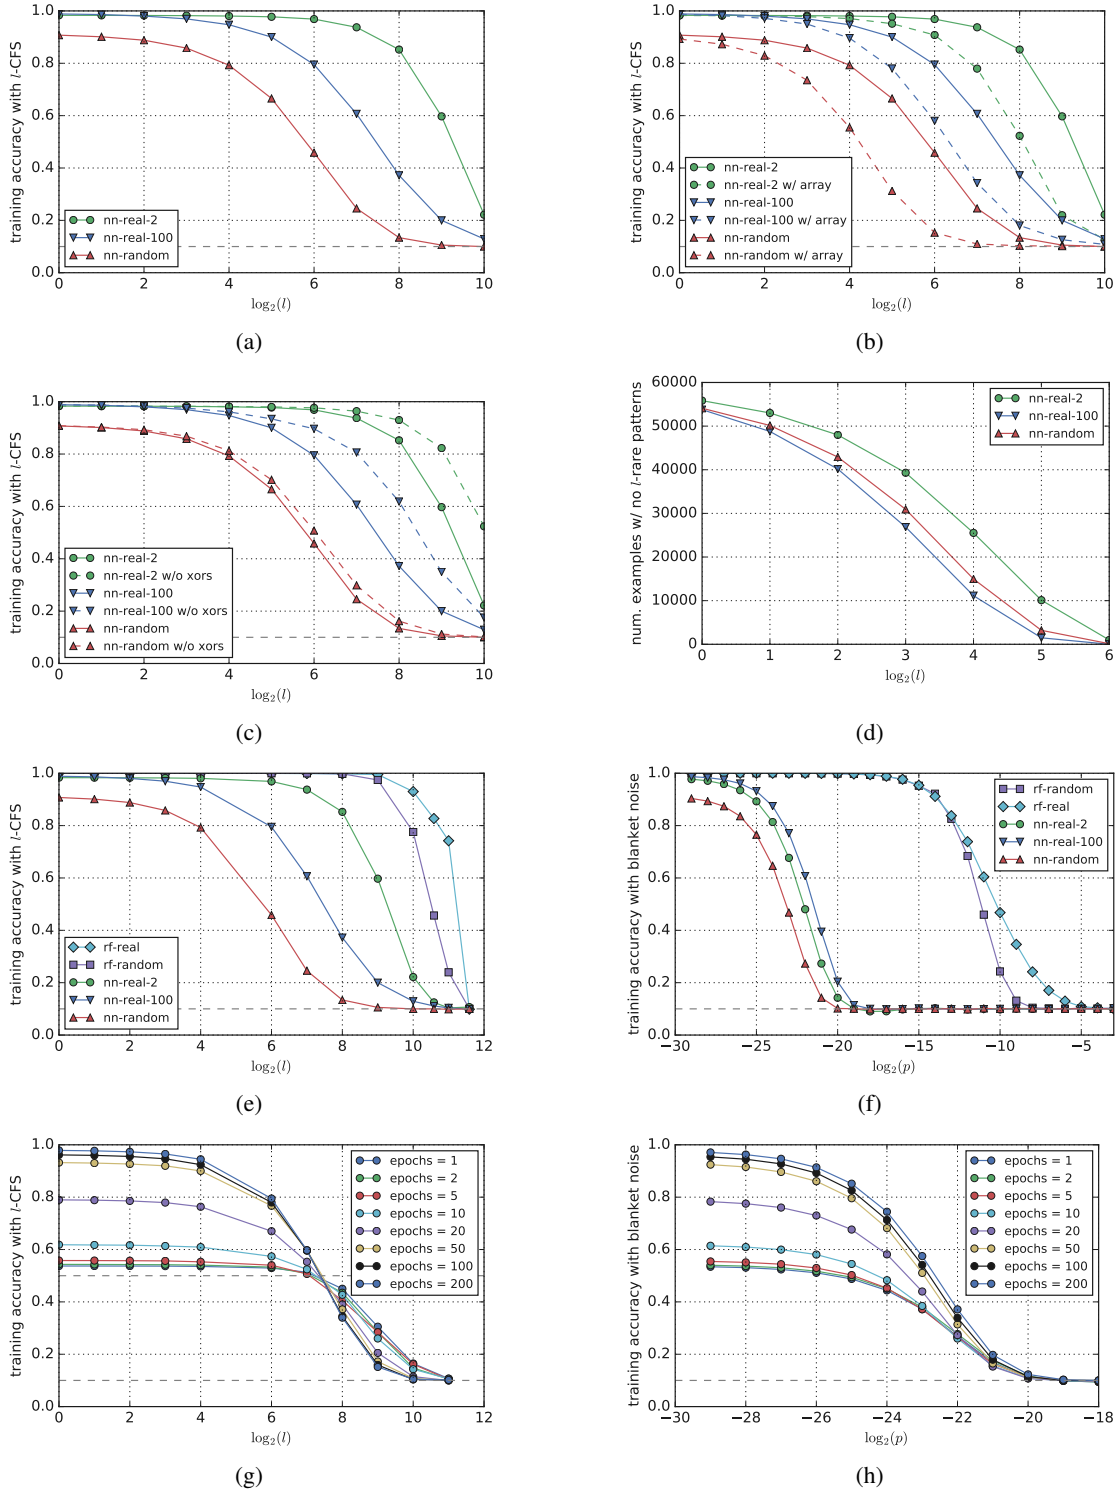 training accuracy with l-CFS
1.0
0.8
0.6
0.4
0.2
0.0
nn-real-2
nn-real-100
nn-random
0 2 4 6 8 10
log₂(l)
(a)
training accuracy with l-CFS
1.0
0.8
0.6
0.4
0.2
0.0
nn-real-2
nn-real-2 w/ array
nn-real-100
nn-real-100 w/ array
nn-random
nn-random w/ array
0 2 4 6 8 10
log₂(l)
(b)
training accuracy with l-CFS
1.0
0.8
0.6
0.4
0.2
0.0
nn-real-2
nn-real-2 w/o xors
nn-real-100
nn-real-100 w/o xors
nn-random
nn-random w/o xors
0 2 4 6 8 10
log₂(l)
(c)
num. examples w/ no l-rare patterns
60000
50000
40000
30000
20000
10000
0
nn-real-2
nn-real-100
nn-random
0 1 2 3 4 5 6
log₂(l)
(d)
training accuracy with l-CFS
1.0
0.8
0.6
0.4
0.2
0.0
rf-real
rf-random
nn-real-2
nn-real-100
nn-random
0 2 4 6 8 10 12
log₂(l)
(e)
training accuracy with blanket noise
1.0
0.8
0.6
0.4
0.2
0.0
rf-random
rf-real
nn-real-2
nn-real-100
nn-random
−30 −25 −20 −15 −10 −5
log₂(p)
(f)
training accuracy with l-CFS
1.0
0.8
0.6
0.4
0.2
0.0
epochs = 1
epochs = 2
epochs = 5
epochs = 10
epochs = 20
epochs = 50
epochs = 100
epochs = 200
0 2 4 6 8 10 12
log₂(l)
(g)
training accuracy with blanket noise
1.0
0.8
0.6
0.4
0.2
0.0
epochs = 1
epochs = 2
epochs = 5
epochs = 10
epochs = 20
epochs = 50
epochs = 100
epochs = 200
−30 −28 −26 −24 −22 −20 −18
log₂(p)
(h)